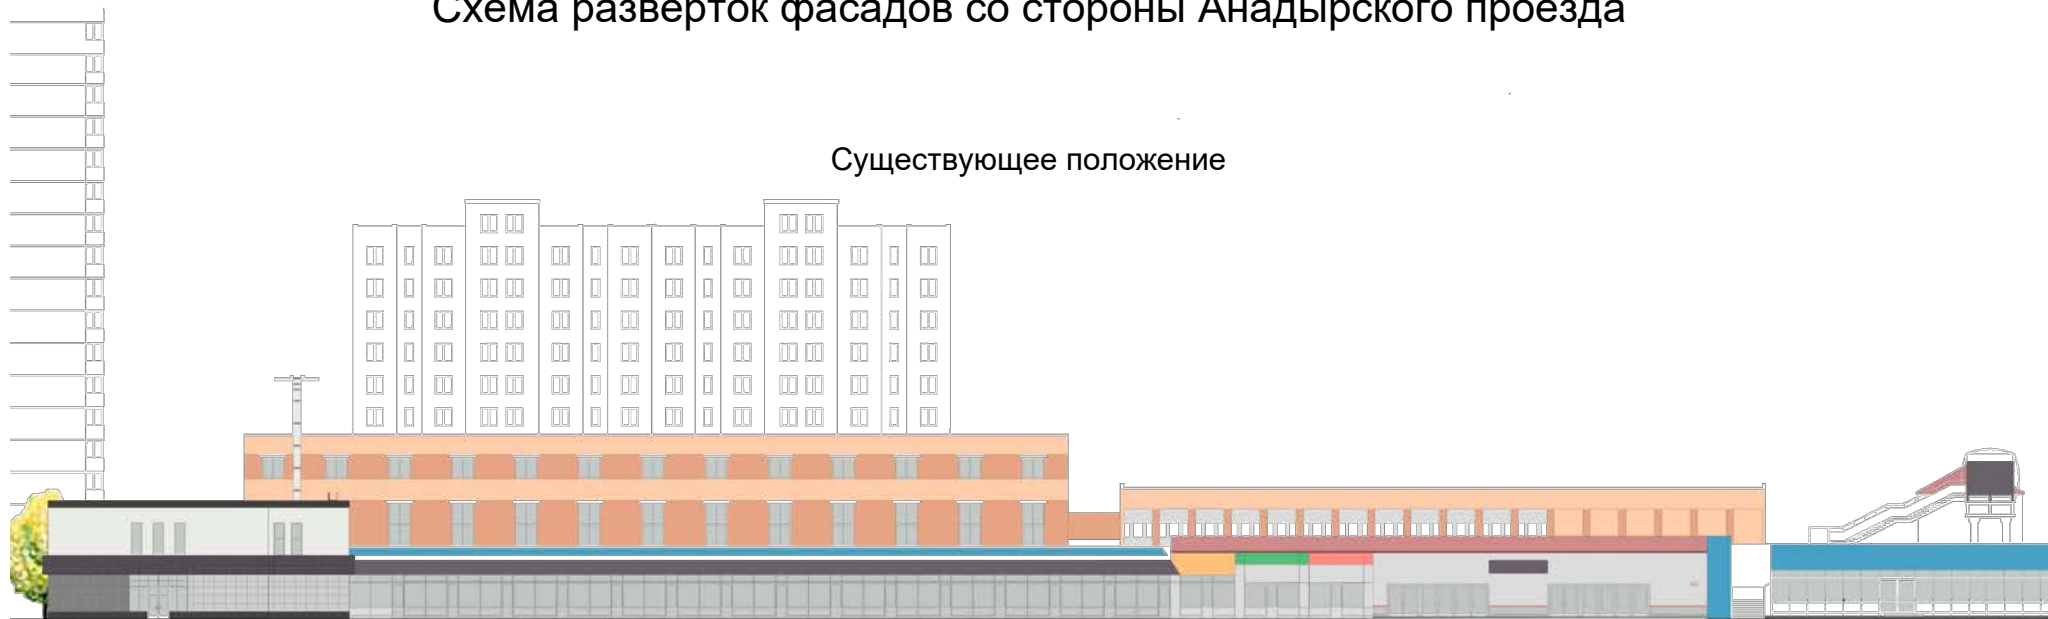 Схема разверток фасадов со стороны Анадырского проезда
Существующее положение